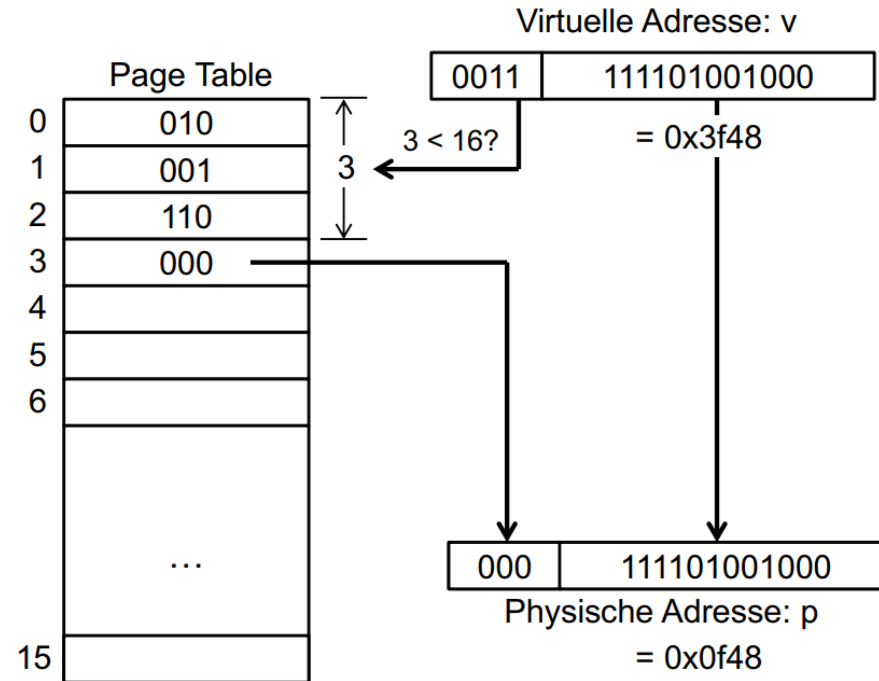 Virtuelle Adresse: v
0011 111101001000
= 0x3f48
3 < 16?
Page Table
0 010
1 001
2 110
3 000
4
5
6
...
15
3
000 111101001000
Physische Adresse: p
= 0x0f48